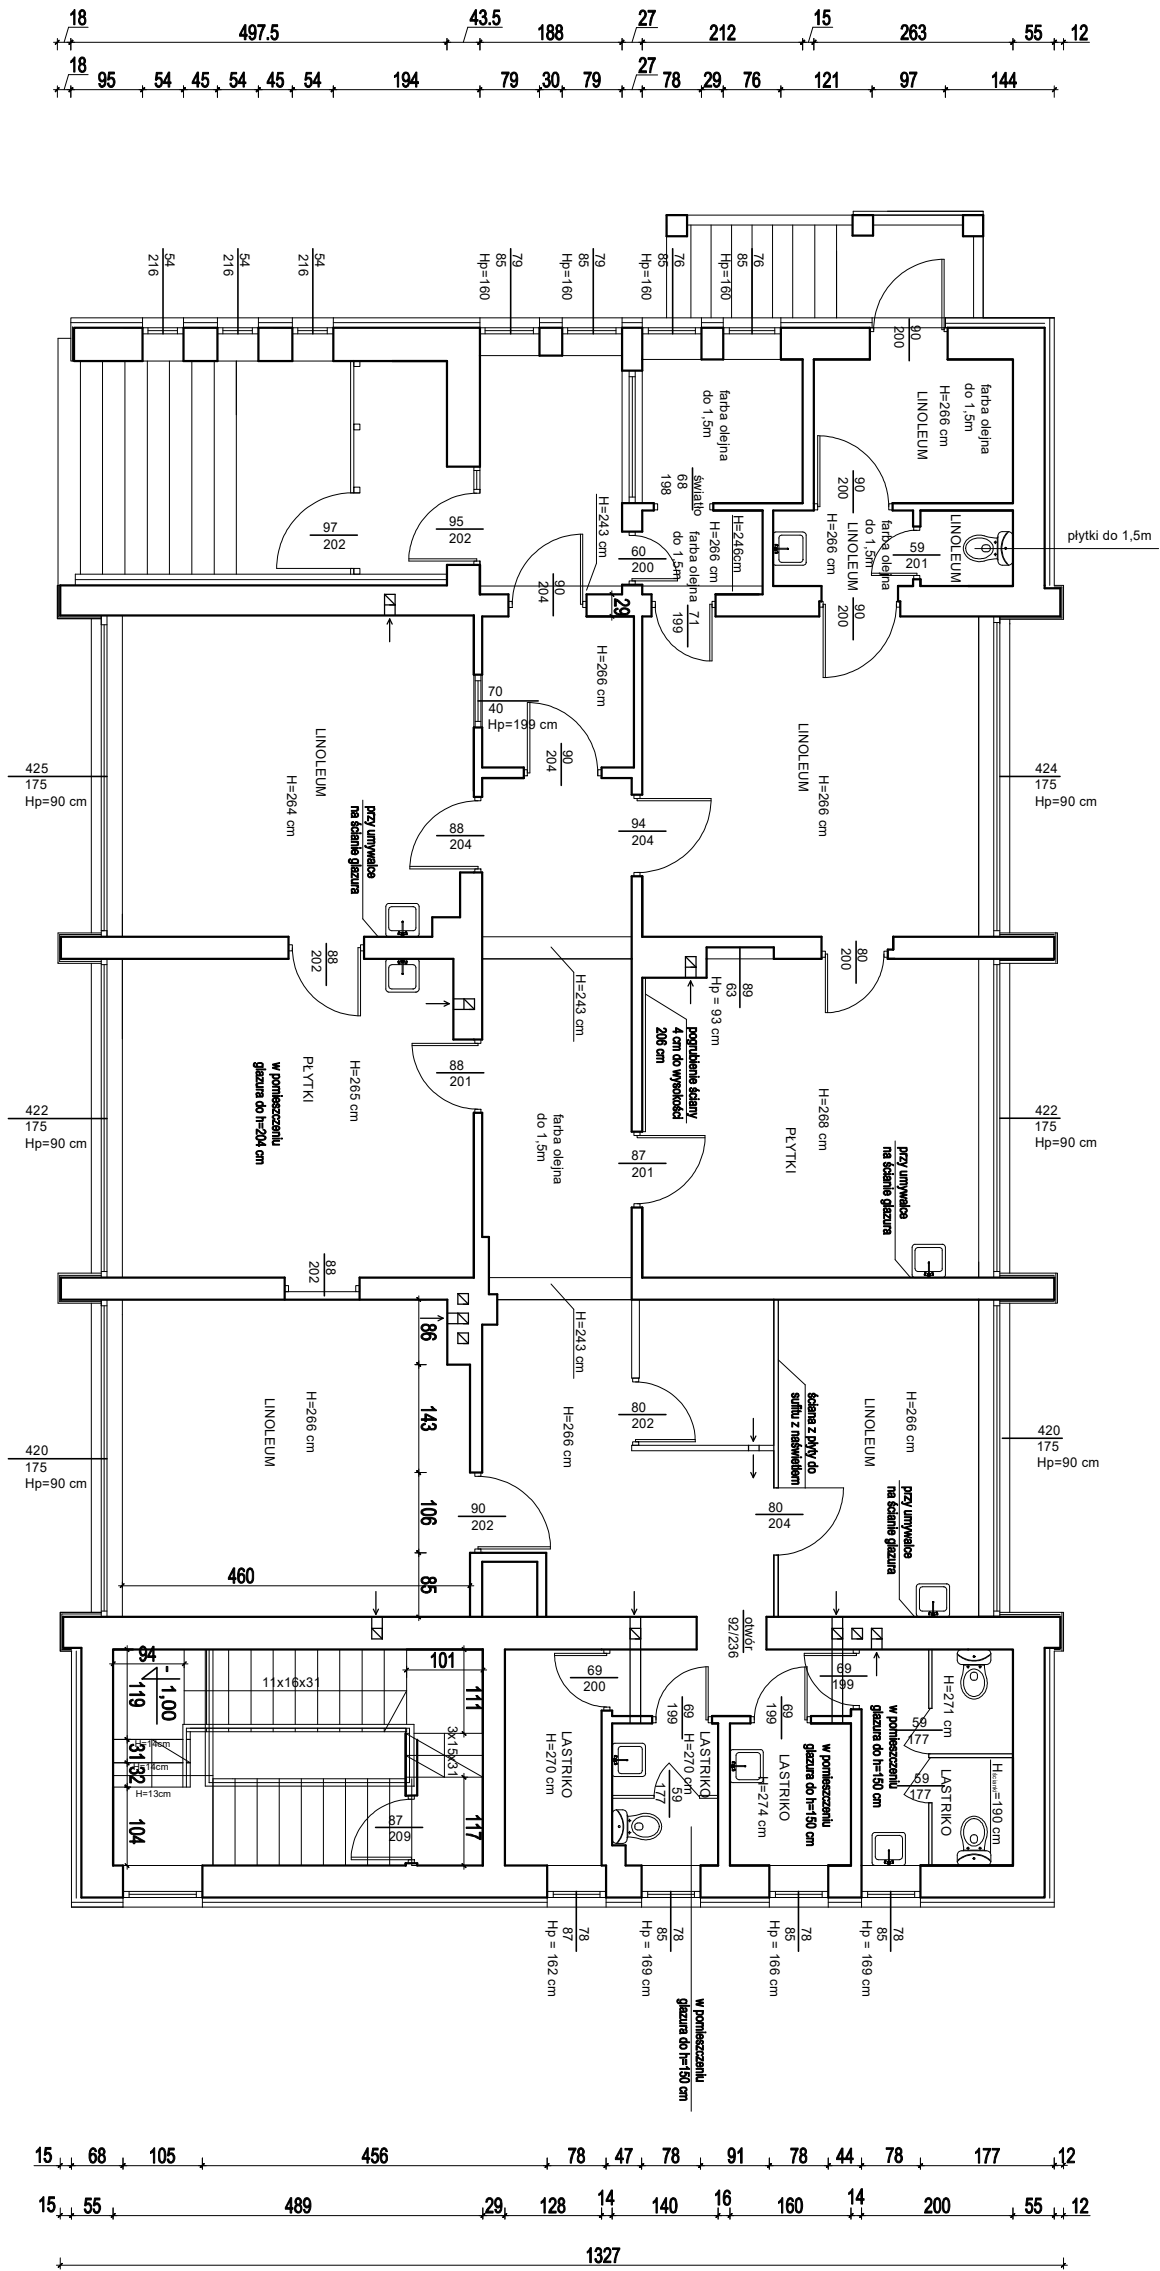 18
497.5
43.5
188
27
212
15
263
55
12
18
95
54
45
54
45
54
194
79
30
79
27
78
29
76
121
97
144
54
216
54
216
54
216
79
85
Hp=160
79
85
Hp=160
76
85
Hp=160
76
85
Hp=160
90
200
farba olejna
do 1,5m
H=266 cm
LINOLEUM
farba olejna
do 1,5m
światło
68
198
90
200
H=243 cm
97
202
95
202
60
200
farba olejna
do 1,5m
H=266 cm
H=246cm
H=266 cm
LINOLEUM
farba olejna
do 1,5m
59
201
LINOLEUM
płytki do 1,5m
90
204
29
71
199
90
200
H=266 cm
70
40
Hp=199 cm
90
204
LINOLEUM
H=264 cm
LINOLEUM
H=266 cm
425
175
Hp=90 cm
424
175
Hp=90 cm
przy umywalce
na ścianie glazura
88
204
94
204
88
202
H=243 cm
89
63
Hp = 93 cm
80
200
pogrubienie ściany
4 cm do wysokości
206 cm
w pomieszczeniu
glazura do h=204 cm
PŁYTKI
H=265 cm
88
201
farba olejna
do 1,5m
H=268 cm
PŁYTKI
422
175
Hp=90 cm
422
175
Hp=90 cm
87
201
przy umywalce
na ścianie glazura
88
202
86
H=243 cm
143
LINOLEUM
H=266 cm
H=266 cm
80
202
ściana z płyty do
sufitu z naświetlem
LINOLEUM
H=266 cm
420
175
Hp=90 cm
420
175
Hp=90 cm
106
90
202
80
204
przy umywalce
na ścianie glazura
460
85
otwór
92/236
94
1,00
119
11x16x31
101
111
69
200
69
199
69
199
69
199
H=271 cm
31
32
H=14cm
H=14cm
H=13cm
3x15x31
LASTRIKO
H=270 cm
LASTRIKO
H=270 cm
59
177
LASTRIKO
H=274 cm
w pomieszczeniu
glazura do h=150 cm
w pomieszczeniu
glazura do h=150 cm
59
177
59
177
LASTRIKO
H ścianki=190 cm
104
87
209
117
78
87
Hp = 162 cm
78
85
Hp = 169 cm
78
85
Hp = 166 cm
78
85
Hp = 169 cm
w pomieszczeniu
glazura do h=150 cm
15
68
105
456
78
47
78
91
78
44
78
177
12
15
55
489
29
128
14
140
16
160
14
200
55
12
1327